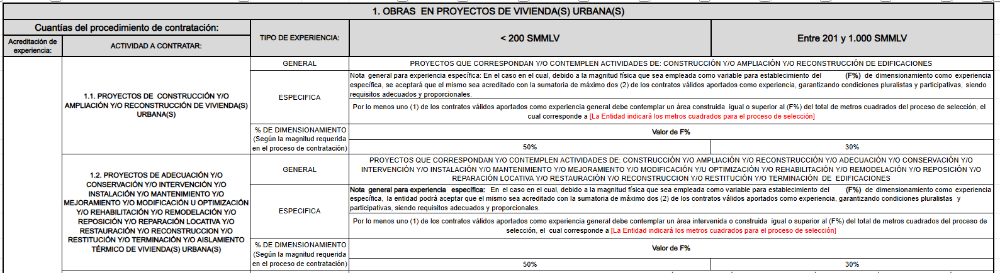 1. OBRAS  EN PROYECTOS DE VIVIENDA(S) URBANA(S)
Cuantías del procedimiento de contratación:
TIPO DE EXPERIENCIA:
< 200 SMMLV
Entre 201 y 1.000 SMMLV
Acreditación de
experiencia:
ACTIVIDAD A CONTRATAR:
1.1. PROYECTOS DE  CONSTRUCCIÓN Y/O
AMPLIACIÓN Y/O RECONSTRUCCIÓN DE VIVIENDA(S)
URBANA(S)
GENERAL
PROYECTOS QUE CORRESPONDAN Y/O CONTEMPLEN ACTIVIDADES DE: CONSTRUCCIÓN Y/O AMPLIACIÓN Y/O RECONSTRUCCIÓN DE EDIFICACIONES
ESPECIFICA
Nota  general para experiencia específica: En el caso en el cual, debido a la magnitud física que sea empleada como variable para establecimiento del (F%)  de dimensionamiento como  experiencia
específica, se aceptará que el mismo sea acreditado con la sumatoria de máximo dos (2) de los contratos válidos aportados como experiencia, garantizando condiciones pluralistas y participativas, siendo
requisitos adecuados y proporcionales.
Por lo menos uno (1) de los contratos válidos aportados como experiencia general debe contemplar un área construida  igual o superior al (F%) del total de metros cuadrados del proceso de selección, el
cual corresponde a [La Entidad indicará los metros cuadrados para el proceso de selección]
% DE DIMENSIONAMIENTO
(Según la magnitud requerida
en el proceso de contratación)
Valor de F%
50%
30%
1.2. PROYECTOS DE ADECUACIÓN Y/O
CONSERVACIÓN Y/O INTERVENCIÓN Y/O
INSTALACIÓN Y/O MANTENIMIENTO Y/O
MEJORAMIENTO Y/O MODIFICACIÓN U OPTIMIZACIÓN
Y/O REHABILITACIÓN Y/O REMODELACIÓN Y/O
REPOSICIÓN Y/O REPARACIÓN LOCATIVA Y/O
RESTAURACIÓN Y/O RECONSTRUCCION Y/O
RESTITUCIÓN Y/O TERMINACIÓN Y/O AISLAMIENTO
TÉRMICO DE VIVIENDA(S) URBANA(S)
GENERAL
PROYECTOS QUE CORRESPONDAN Y/O CONTEMPLEN ACTIVIDADES DE: CONSTRUCCIÓN Y/O AMPLIACIÓN Y/O RECONSTRUCCIÓN Y/O ADECUACIÓN Y/O CONSERVACIÓN Y/O
INTERVENCIÓN Y/O INSTALACIÓN Y/O MANTENIMIENTO Y/O MEJORAMIENTO Y/O MODIFICACIÓN Y/U OPTIMIZACIÓN Y/O REHABILITACIÓN Y/O REMODELACIÓN Y/O REPOSICIÓN Y/O
REPARACIÓN LOCATIVA Y/O RESTAURACIÓN Y/O RECONSTRUCCION Y/O RESTITUCIÓN Y/O TERMINACIÓN  DE  EDIFICACIONES
ESPECIFICA
Nota  general para experiencia  específica:  En el caso en el cual, debido a la magnitud física que sea empleada como variable para establecimiento del (F%)  de dimensionamiento como  experiencia
específica,  la entidad podrá aceptar que el mismo sea acreditado con la sumatoria de máximo dos (2) de los contratos válidos aportados como experiencia, garantizando condiciones pluralistas  y
participativas, siendo requisitos adecuados y proporcionales.
Por lo menos uno (1) de los contratos válidos aportados como experiencia general debe contemplar un área intervenida o construida  igual o superior al (F%) del total de metros cuadrados del proceso de
selección, el  cual corresponde a [La Entidad indicará los metros cuadrados para el proceso de selección]
% DE DIMENSIONAMIENTO
(Según la magnitud requerida
en el proceso de contratación)
Valor de F%
50%
30%